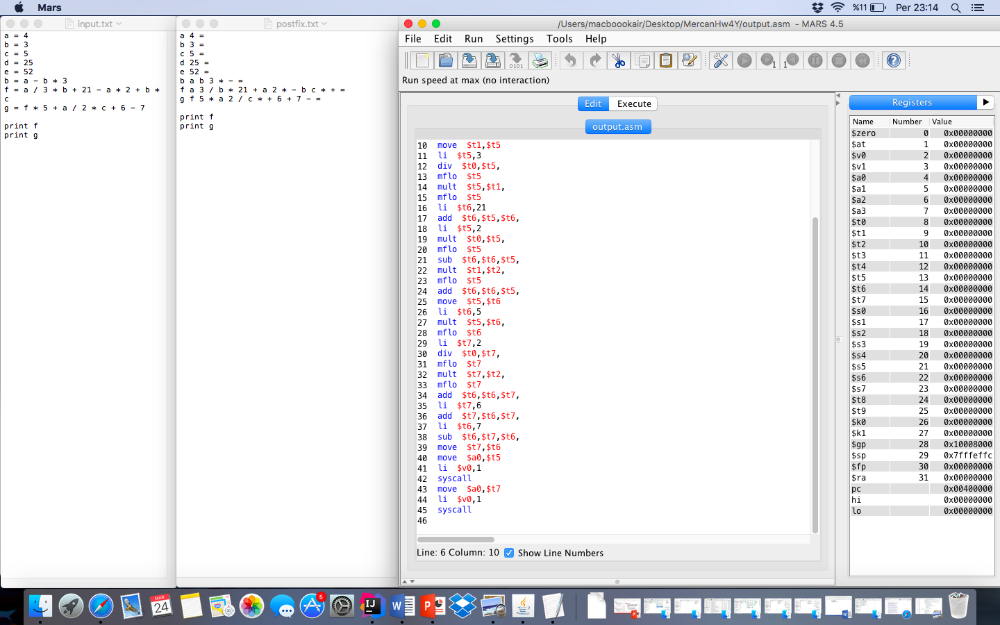 Mars
%11
Per 23:14
input.txt
a = 4
b = 3
c = 5
d = 25
e = 52
b = a - b * 3
f = a / 3 * b + 21 - a * 2 + b *
c
g = f * 5 + a / 2 * c + 6 - 7
print f
print g
postfix.txt
a 4 =
b 3 =
c 5 =
d 25 =
e 52 =
b a b 3 * - =
f a 3 / b * 21 + a 2 * - b c * + =
g f 5 * a 2 / c * + 6 + 7 - =
print f
print g
/Users/macboookair/Desktop/MercanHw4Y/output.asm - MARS 4.5
File Edit Run Settings Tools Help
Run speed at max (no interaction)
Edit Execute
output.asm
10 move $t1,$t5
11 li $t5,3
12 div $t0,$t5,
13 mflo $t5
14 mult $t5,$t1,
15 mflo $t5
16 li $t6,21
17 add $t6,$t5,$t6,
18 li $t5,2
19 mult $t0,$t5,
20 mflo $t5
21 sub $t6,$t6,$t5,
22 mult $t1,$t2,
23 mflo $t5
24 add $t6,$t6,$t5,
25 move $t5,$t6
26 li $t6,5
27 mult $t5,$t6,
28 mflo $t6
29 li $t7,2
30 div $t0,$t7,
31 mflo $t7
32 mult $t7,$t2,
33 mflo $t7
34 add $t6,$t6,$t7,
35 li $t7,6
36 add $t7,$t6,$t7,
37 li $t6,7
38 sub $t6,$t7,$t6,
39 move $t7,$t6
40 move $a0,$t5
41 li $v0,1
42 syscall
43 move $a0,$t7
44 li $v0,1
45 syscall
46
Line: 6 Column: 10 Show Line Numbers
Registers
Name Number Value
$zero 0 0x00000000
$at 1 0x00000000
$v0 2 0x00000000
$v1 3 0x00000000
$a0 4 0x00000000
$a1 5 0x00000000
$a2 6 0x00000000
$a3 7 0x00000000
$t0 8 0x00000000
$t1 9 0x00000000
$t2 10 0x00000000
$t3 11 0x00000000
$t4 12 0x00000000
$t5 13 0x00000000
$t6 14 0x00000000
$t7 15 0x00000000
$s0 16 0x00000000
$s1 17 0x00000000
$s2 18 0x00000000
$s3 19 0x00000000
$s4 20 0x00000000
$s5 21 0x00000000
$s6 22 0x00000000
$s7 23 0x00000000
$t8 24 0x00000000
$t9 25 0x00000000
$k0 26 0x00000000
$k1 27 0x00000000
$gp 28 0x10008000
$sp 29 0x7fffeffc
$fp 30 0x00000000
$ra 31 0x00000000
pc 0x00400000
hi 0x00000000
lo 0x00000000
MAR
24
6